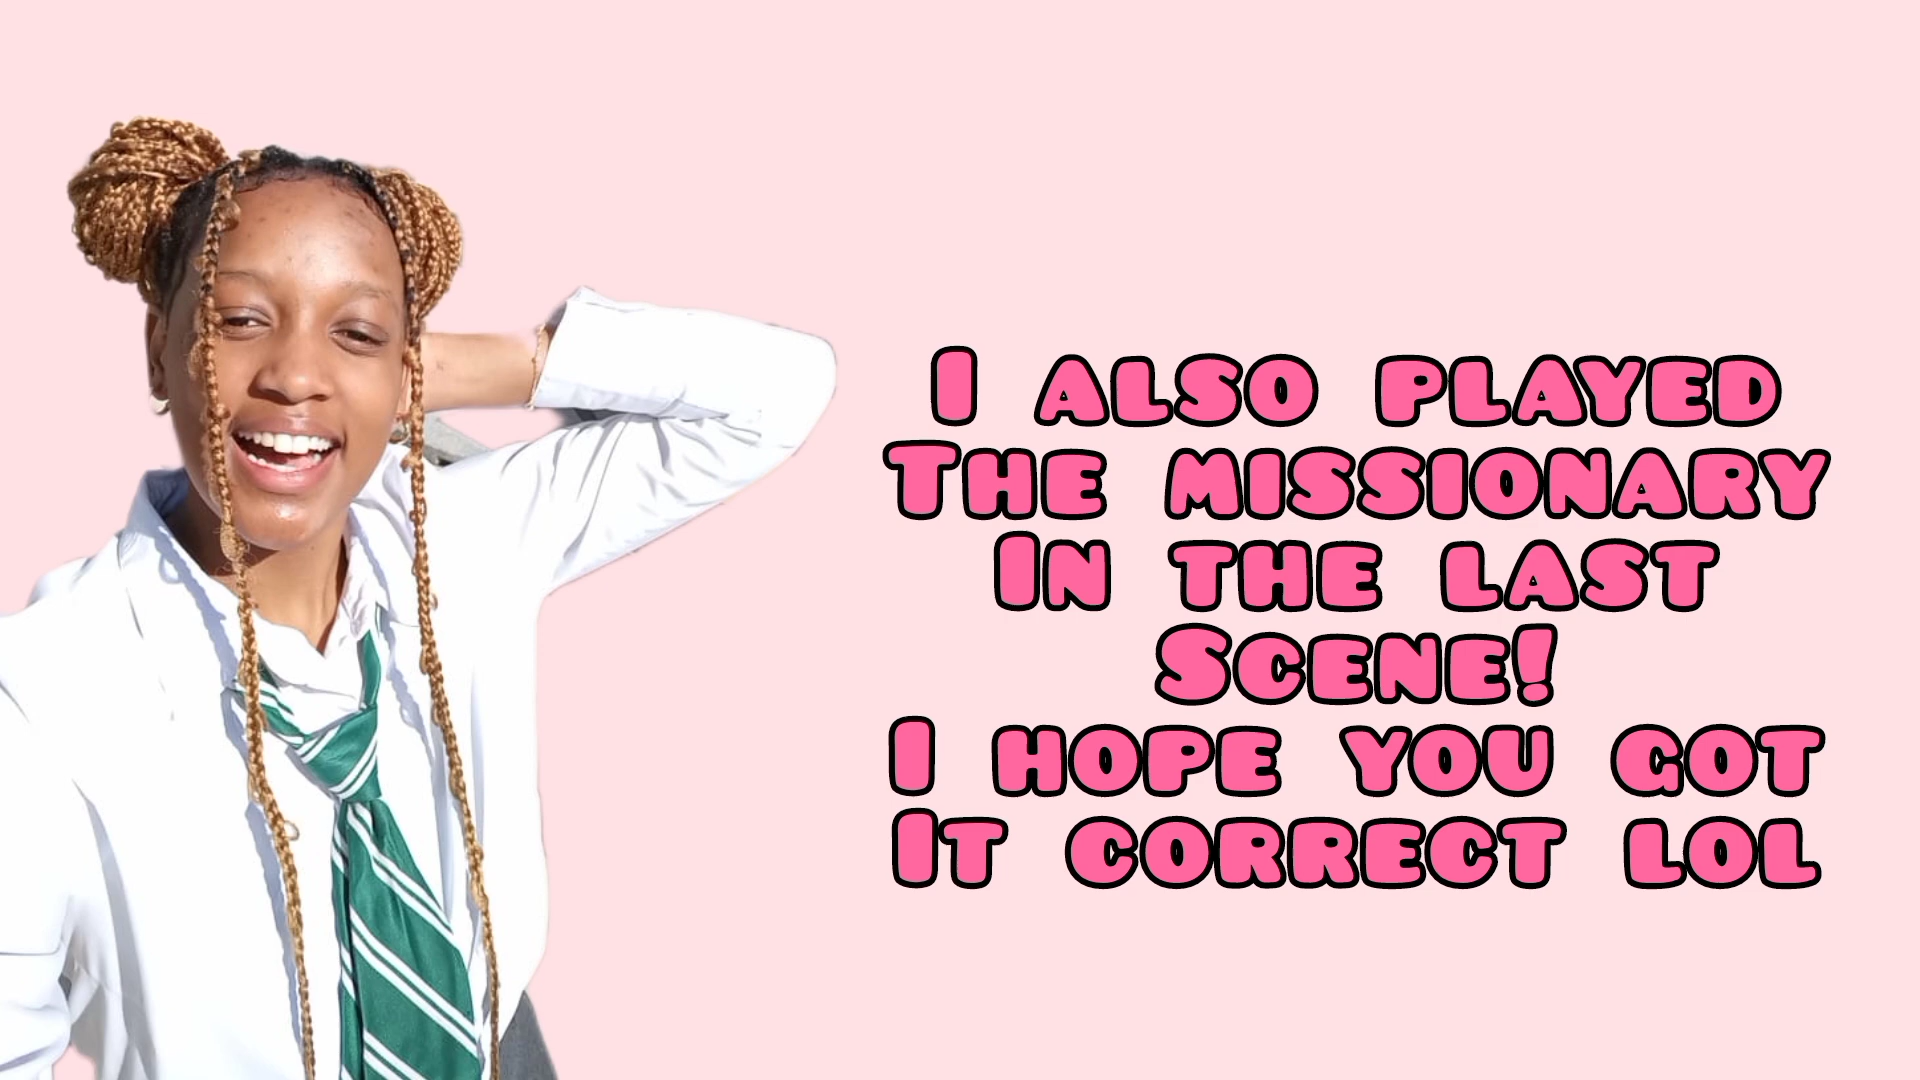 I also played
The missionary
In the last
Scene!
I hope you got
It correct lol